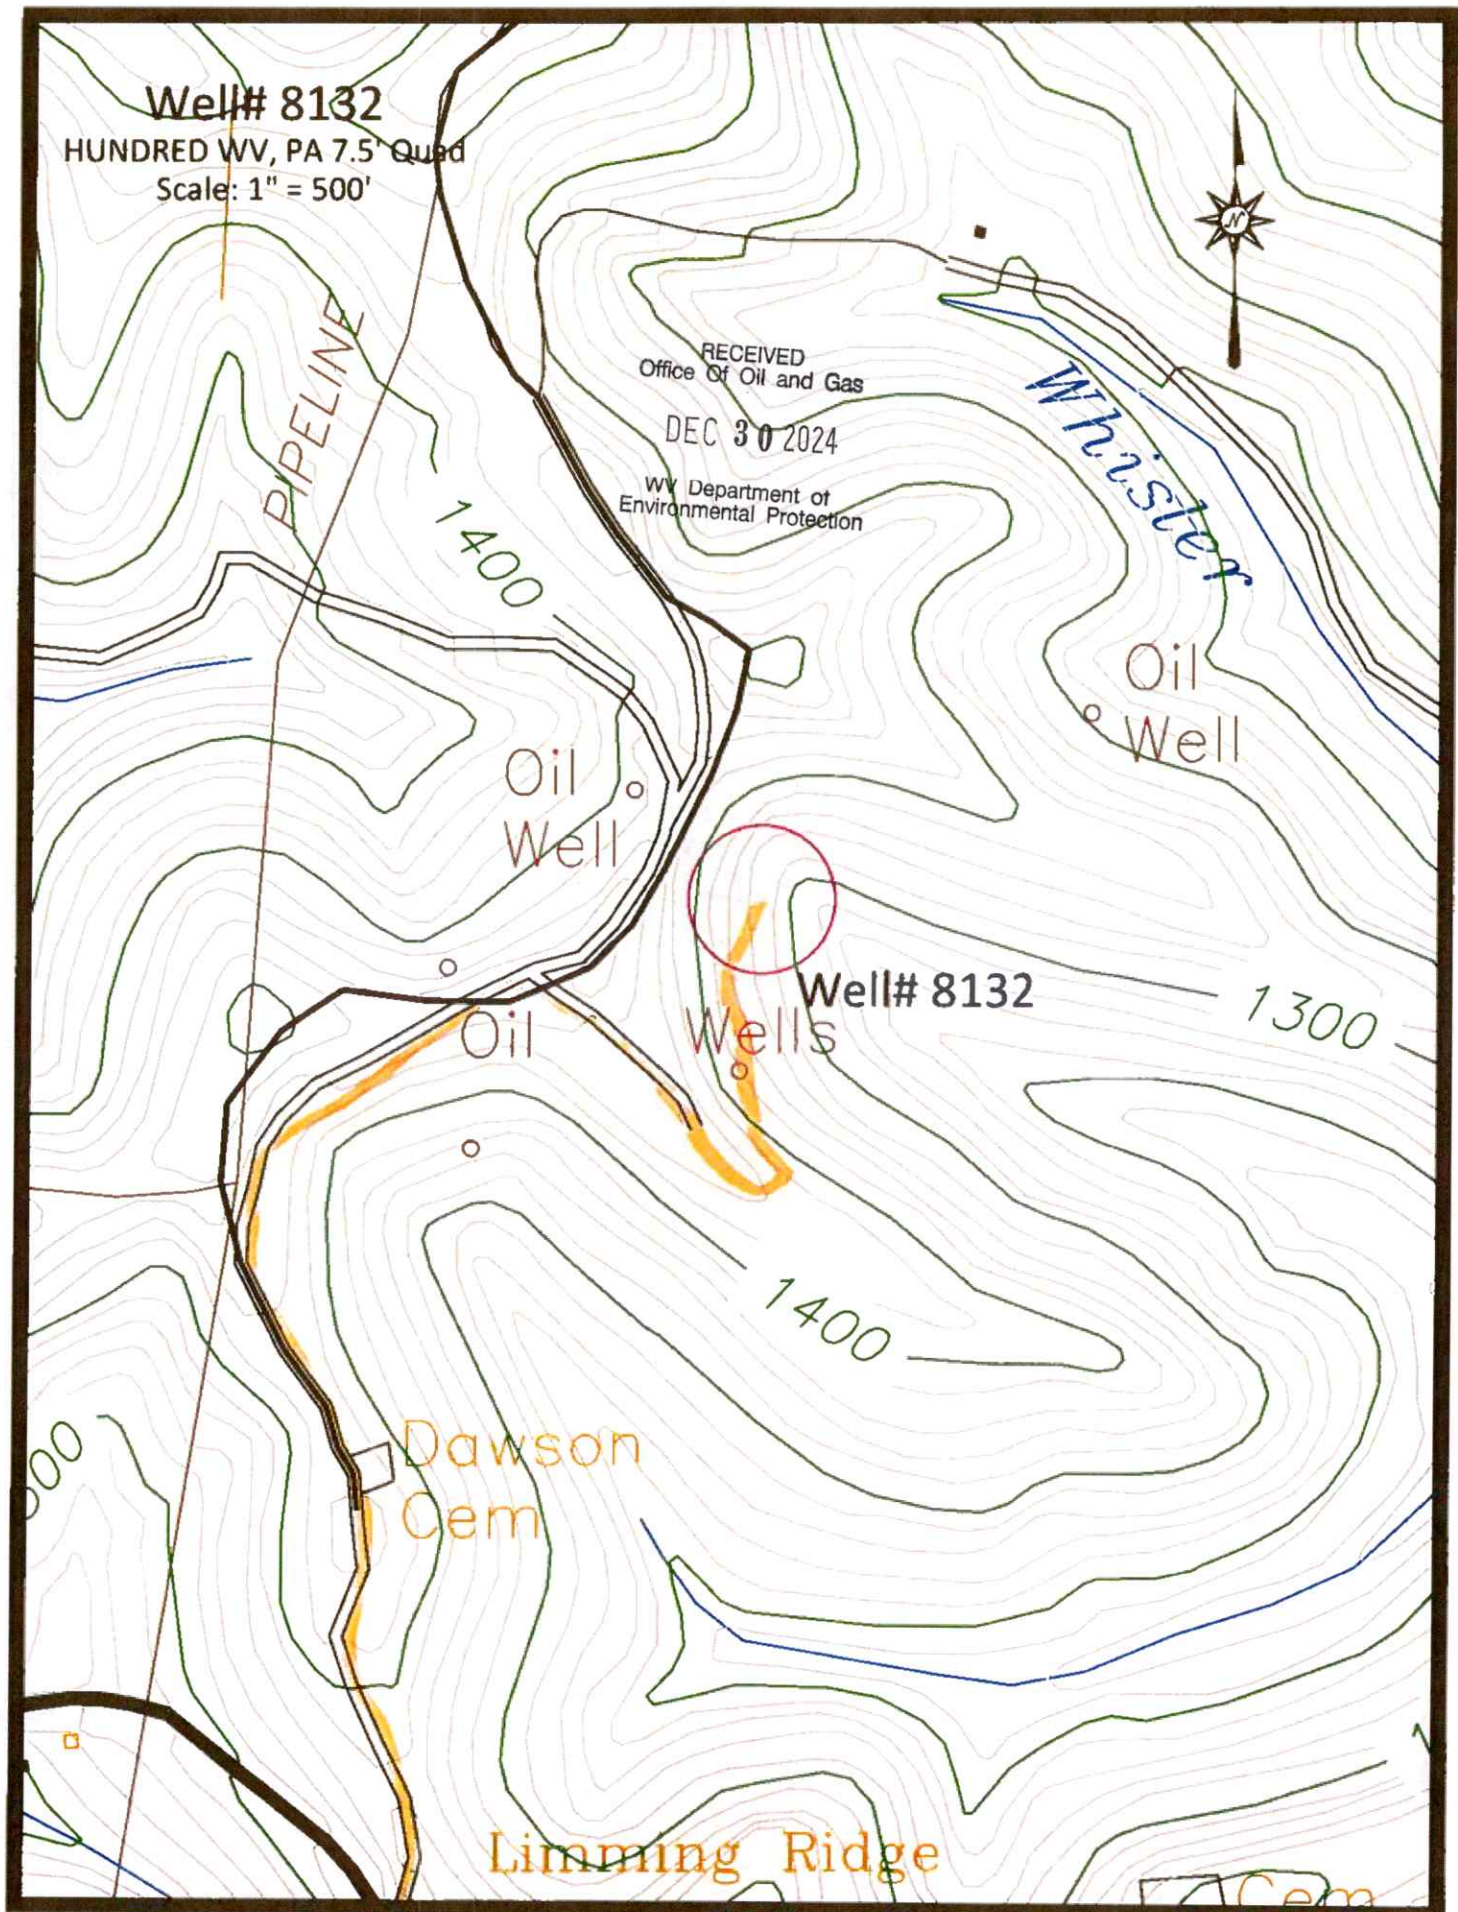 Well# 8132
HUNDRED WV, PA 7.5' Quad
Scale: 1" = 500'
N
PIPELINE
RECEIVED
Office Of Oil and Gas
DEC 30 2024
WV Department of
Environmental Protection
Whisler
1400
Oil
Well
Oil
Well
Well# 8132
1300
Oil Wells
1400
Dawson
Cem
Limming Ridge
Cem